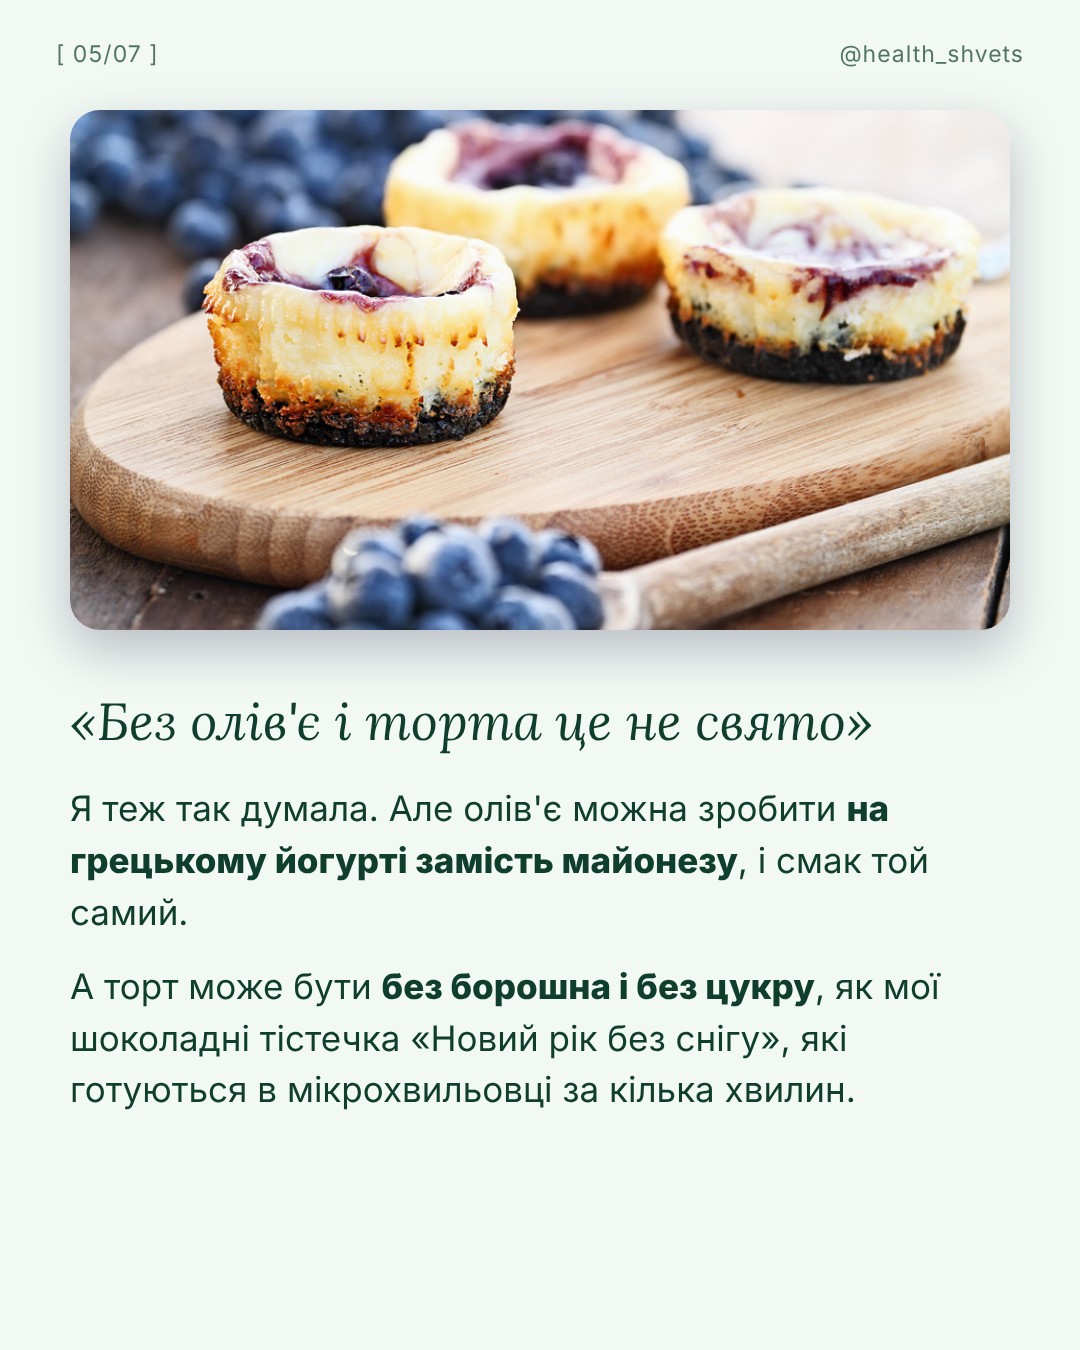 [ 05/07 ]
@health_shvets
«Без олів'є і торта це не свято»
Я теж так думала. Але олів'є можна зробити на
грецькому йогурті замість майонезу, і смак той
самий.
А торт може бути без борошна і без цукру, як мої
шоколадні тістечка «Новий рік без снігу», які
готуються в мікрохвильовці за кілька хвилин.